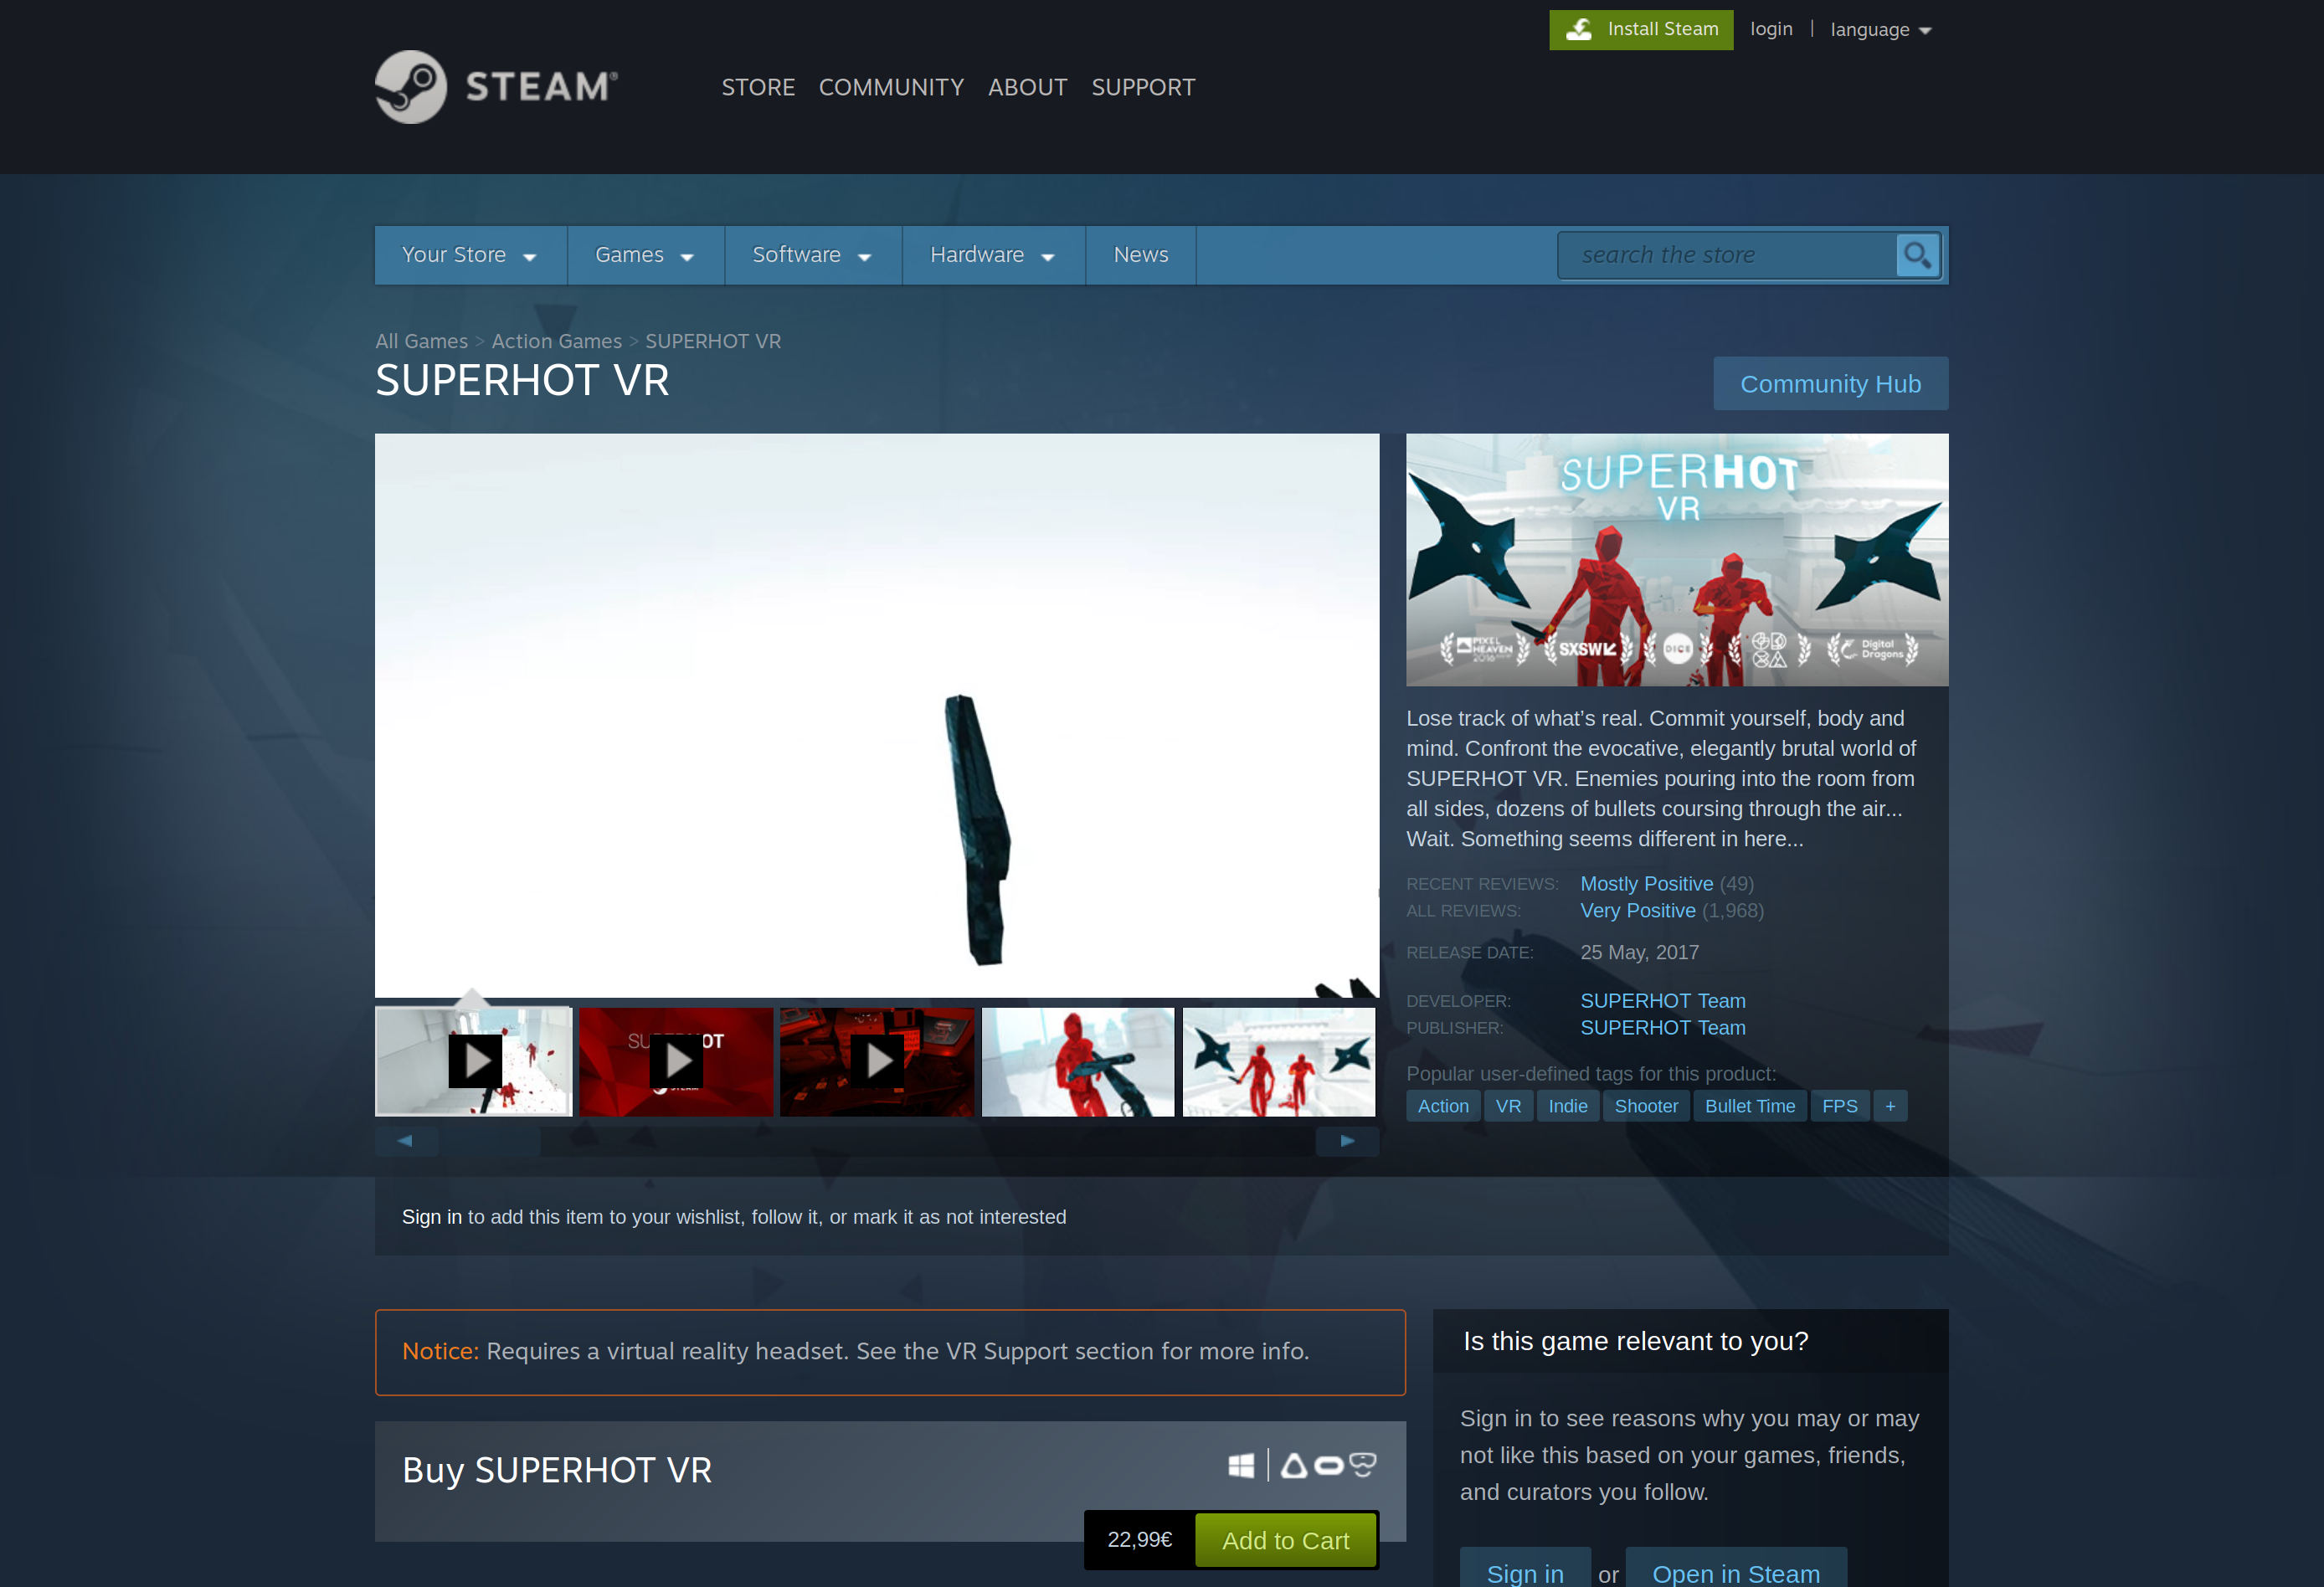 Install Steam
login
language
STEAM®
STORE COMMUNITY ABOUT SUPPORT
Your Store
Games
Software
Hardware
News
search the store
All Games > Action Games > SUPERHOT VR
SUPERHOT VR
Community Hub
SUPERHOT
VR
PIXEL
HEAVEN
2016
SXSW
DICE
Digital
Dragons
Lose track of what's real. Commit yourself, body and
mind. Confront the evocative, elegantly brutal world of
SUPERHOT VR. Enemies pouring into the room from
all sides, dozens of bullets coursing through the air...
Wait. Something seems different in here...
RECENT REVIEWS: Mostly Positive (49)
ALL REVIEWS: Very Positive (1,968)
RELEASE DATE: 25 May, 2017
DEVELOPER: SUPERHOT Team
PUBLISHER: SUPERHOT Team
Popular user-defined tags for this product:
Action VR Indie Shooter Bullet Time FPS +
Sign in to add this item to your wishlist, follow it, or mark it as not interested
Notice: Requires a virtual reality headset. See the VR Support section for more info.
Buy SUPERHOT VR
22,99€
Add to Cart
Is this game relevant to you?
Sign in to see reasons why you may or may
not like this based on your games, friends,
and curators you follow.
Sign in or Open in Steam